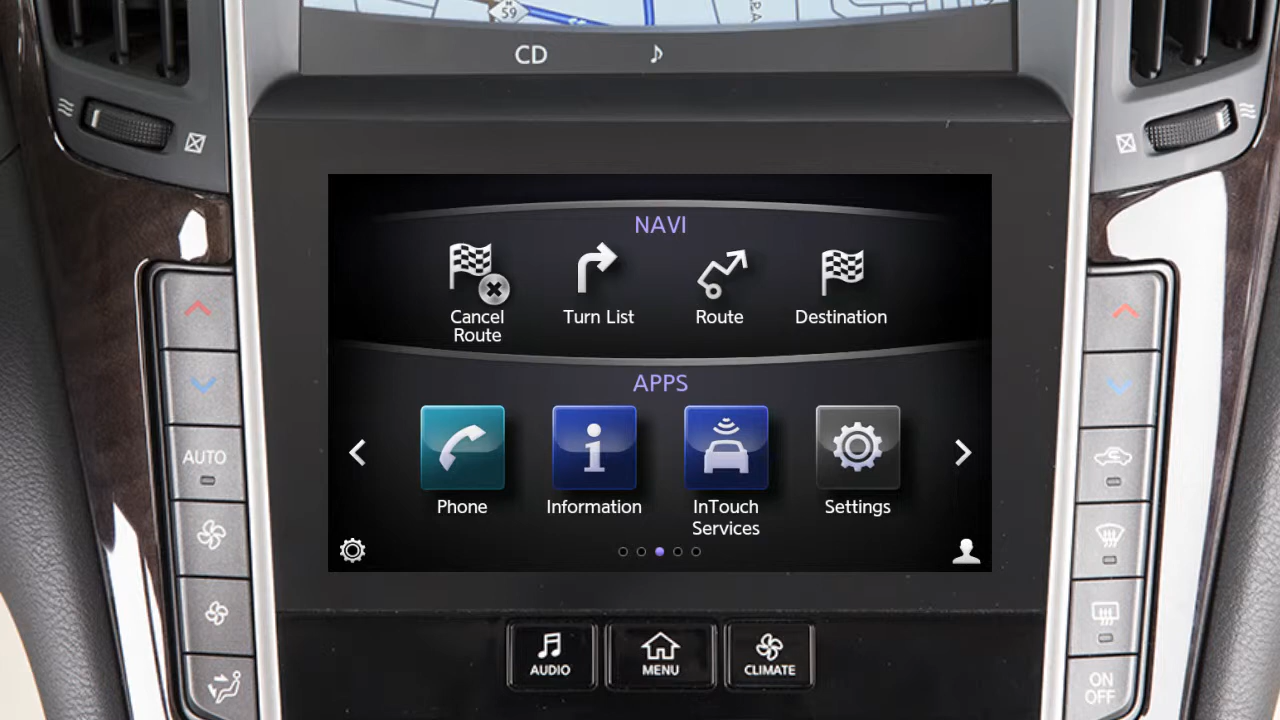 59
RA
CD
NAVI
Cancel
Route
Turn List
Route
Destination
APPS
Phone
Information
InTouch
Services
Settings
AUTO
AUDIO
MENU
CLIMATE
ON
OFF